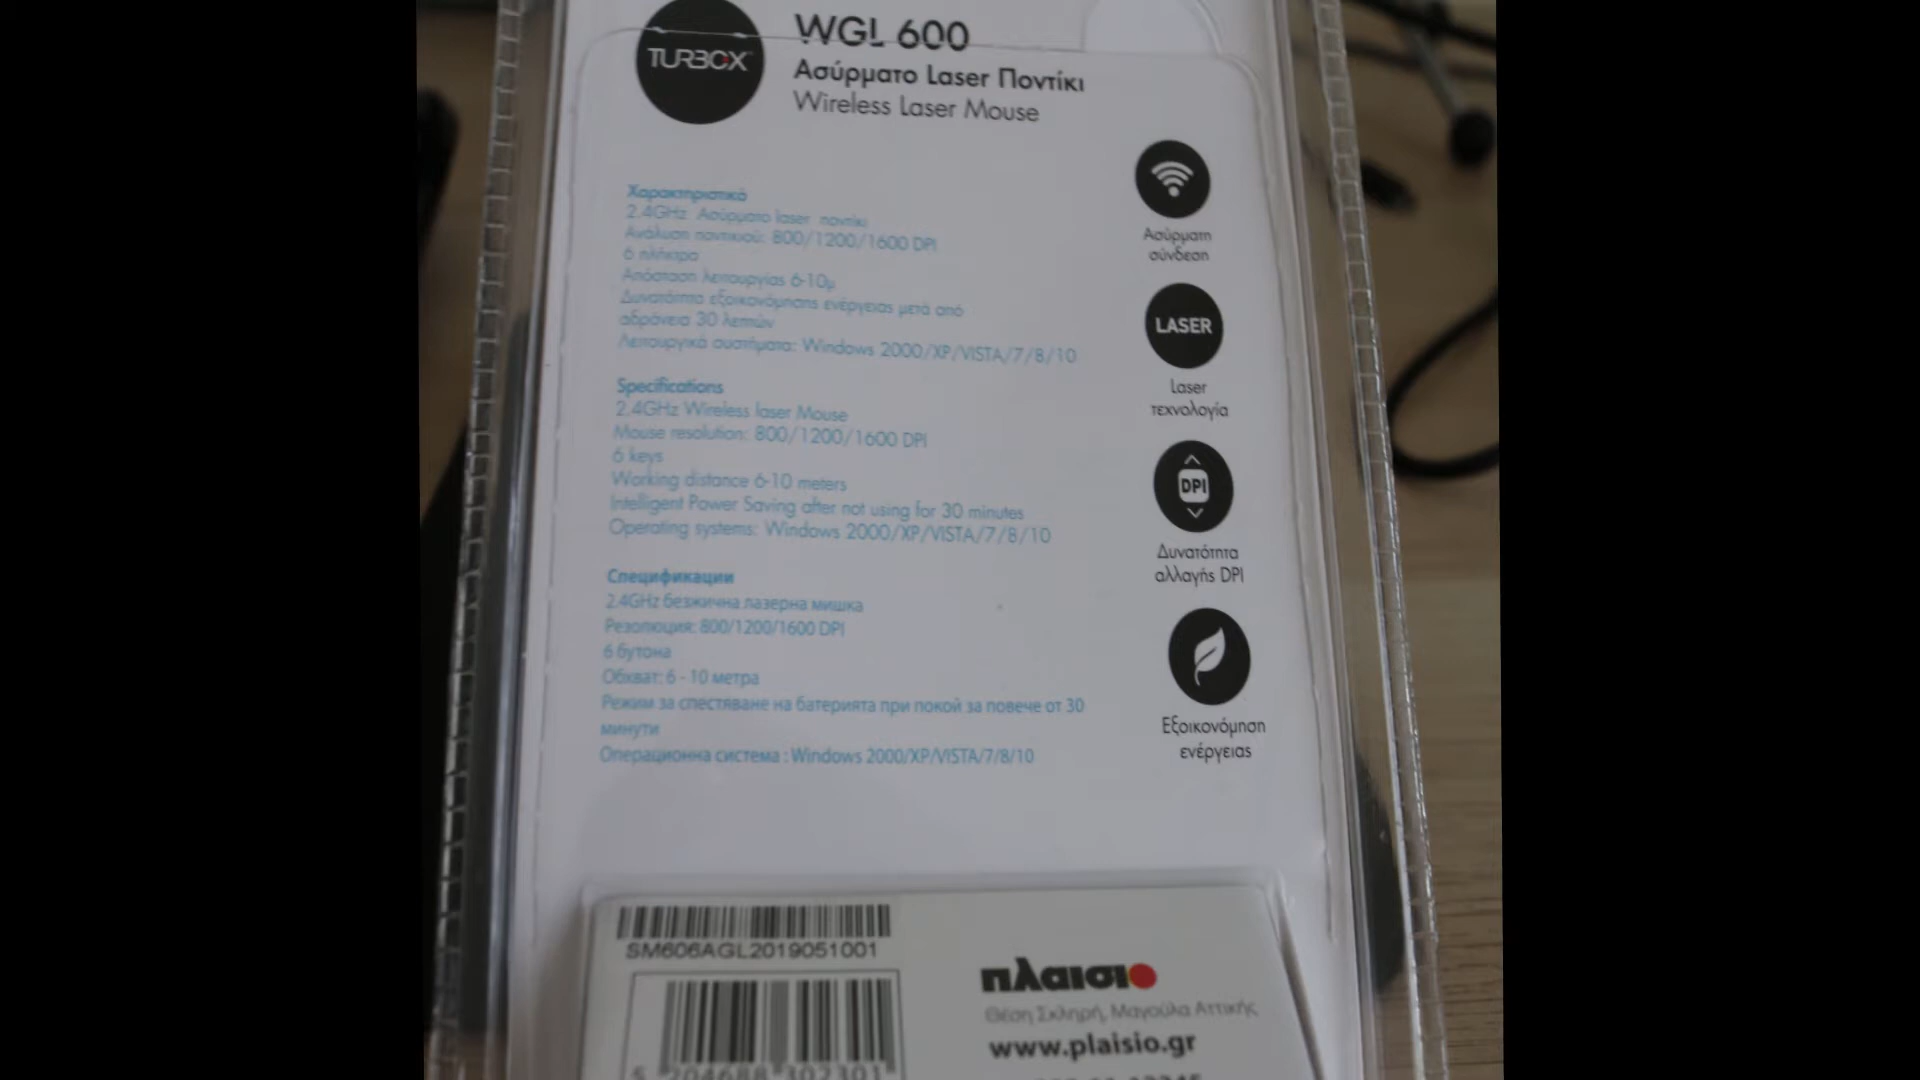 TURBOX
WGL 600
Ασύρματο Laser Ποντίκι
Wireless Laser Mouse
Χαρακτηριστικά
2.4GHz Ασύρματο laser ποντίκι
Ανάλυση ποντικιού: 800/1200/1600 DPI
6 πλήκτρα
Απόσταση λειτουργίας 6-10μ
Δυνατότητα εξοικονόμησης ενέργειας μετά από
αδράνεια 30 λεπτών
Λειτουργικά συστήματα: Windows 2000/XP/VISTA/7/8/10
Specifications
2.4GHz Wireless laser Mouse
Mouse resolution: 800/1200/1600 DPI
6 keys
Working distance 6-10 meters
Intelligent Power Saving after not using for 30 minutes
Operating systems: Windows 2000/XP/VISTA/7/8/10
Спецификации
2.4GHz безжична лазерна мишка
Резолюция: 800/1200/1600 DPI
6 бутона
Обхват: 6 - 10 метра
Режим за спестяване на батерията при покой за повече от 30
минути
Операционна система : Windows 2000/XP/VISTA/7/8/10
Ασύρματη
σύνδεση
LASER
Laser
τεχνολογία
DPI
Δυνατότητα
αλλαγής DPI
Εξοικονόμηση
ενέργειας
SM606AGL2019051001
5 204688 302301
πλαισιο
Θέση Σκληρή, Μαγούλα Αττικής
www.plaisio.gr